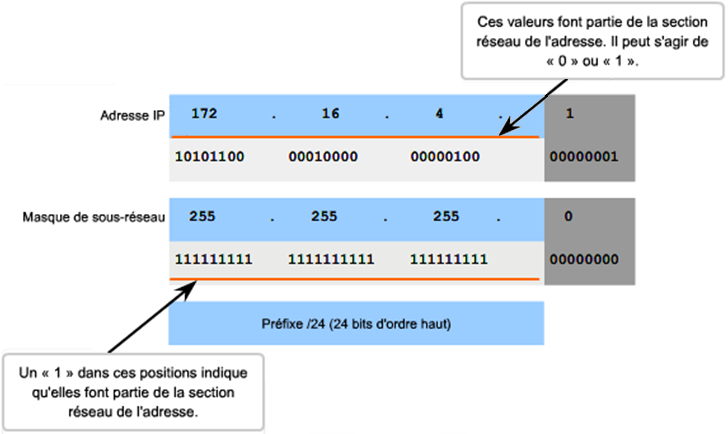 Ces valeurs font partie de la section
réseau de l'adresse. Il peut s'agir de
« 0 » ou « 1 ».
Adresse IP 172 . 16 . 4 . 1
10101100 00010000 00000100 00000001
Masque de sous-réseau 255 . 255 . 255 . 0
111111111 1111111111 111111111 00000000
Préfixe /24 (24 bits d'ordre haut)
Un « 1 » dans ces positions indique
qu'elles font partie de la section
réseau de l'adresse.